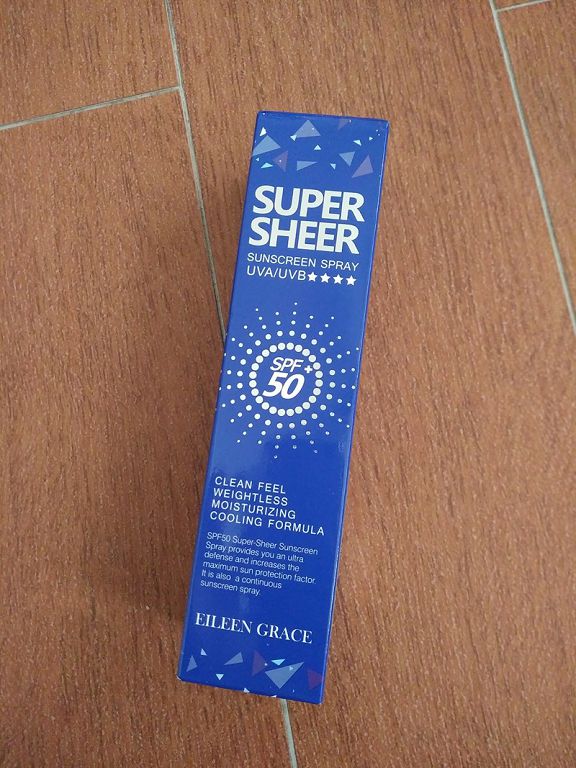 SUPER
SHEER
SUNSCREEN SPRAY
UVA/UVB★★★★
SPF +
50
CLEAN FEEL
WEIGHTLESS
MOISTURIZING
COOLING FORMULA
SPF50 Super-Sheer Sunscreen
Spray provides you an ultra
defense and increases the
maximum sun protection factor.
It is also a continuous
sunscreen spray.
EILEEN GRACE